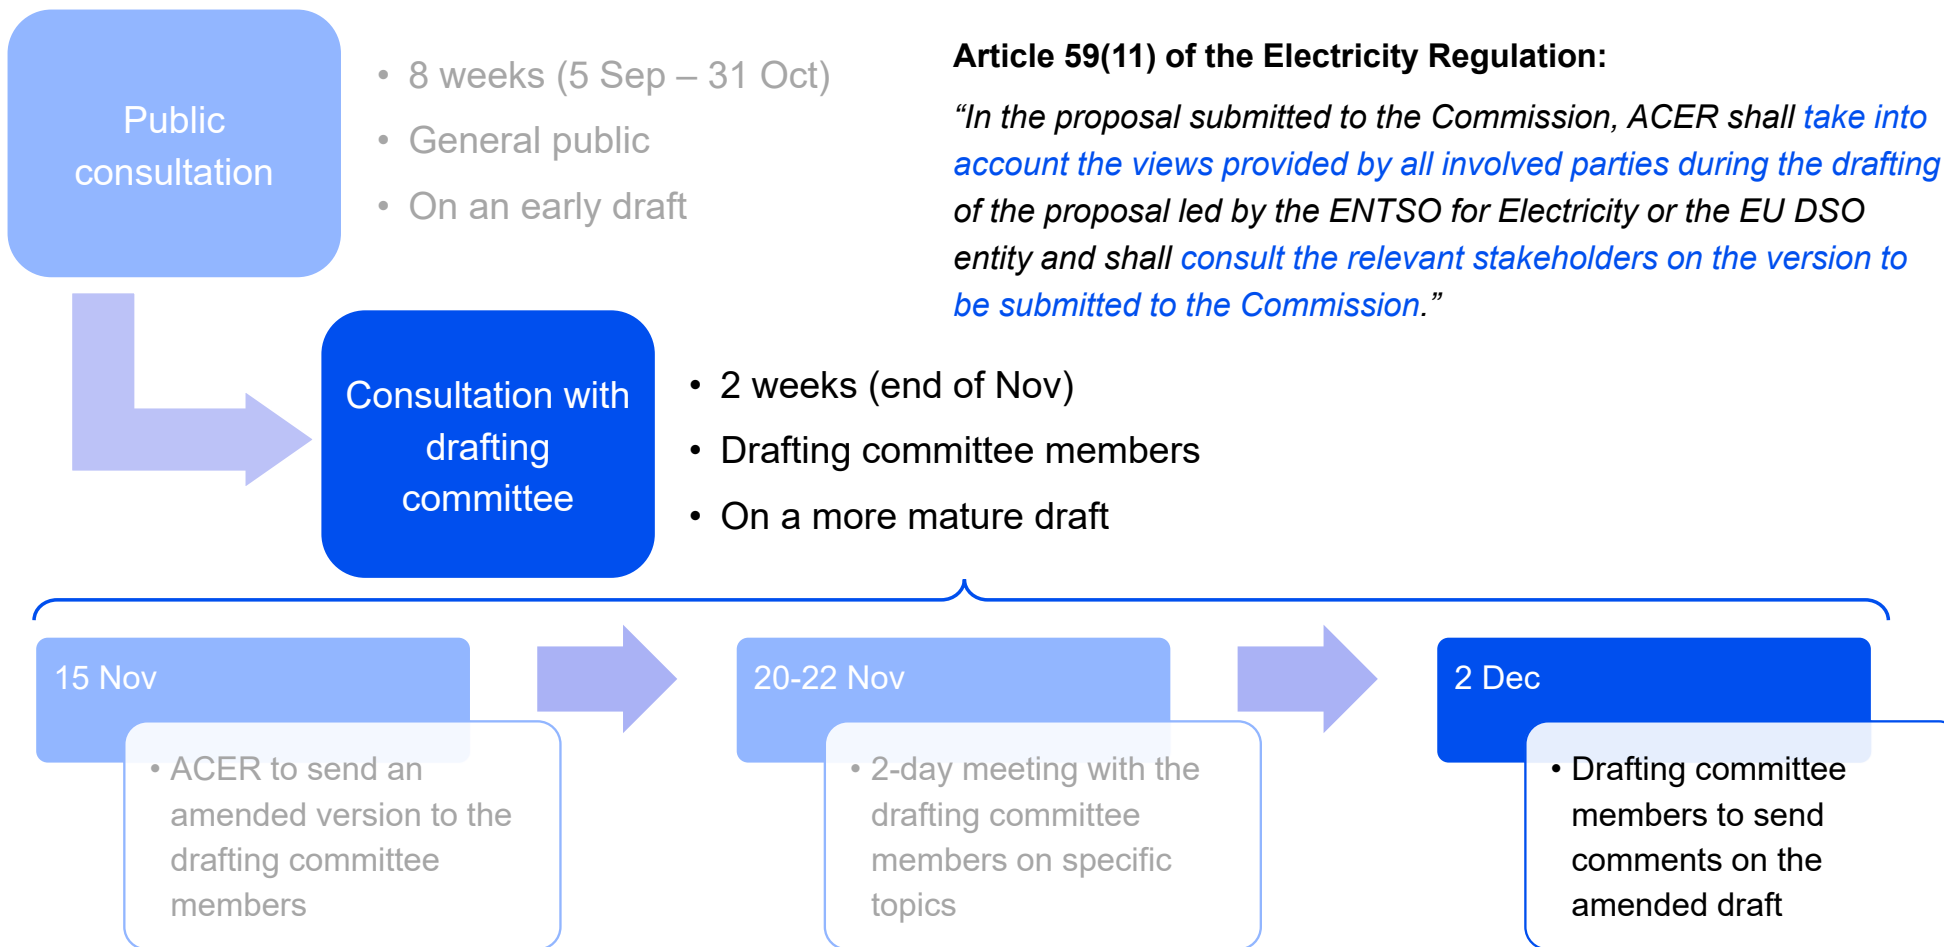 Public
consultation
• 8 weeks (5 Sep – 31 Oct)
• General public
• On an early draft
Article 59(11) of the Electricity Regulation:
“In the proposal submitted to the Commission, ACER shall take into
account the views provided by all involved parties during the drafting
of the proposal led by the ENTSO for Electricity or the EU DSO
entity and shall consult the relevant stakeholders on the version to
be submitted to the Commission.”
Consultation with
drafting
committee
• 2 weeks (end of Nov)
• Drafting committee members
• On a more mature draft
15 Nov
• ACER to send an
amended version to the
drafting committee
members
20-22 Nov
• 2-day meeting with the
drafting committee
members on specific
topics
2 Dec
• Drafting committee
members to send
comments on the
amended draft